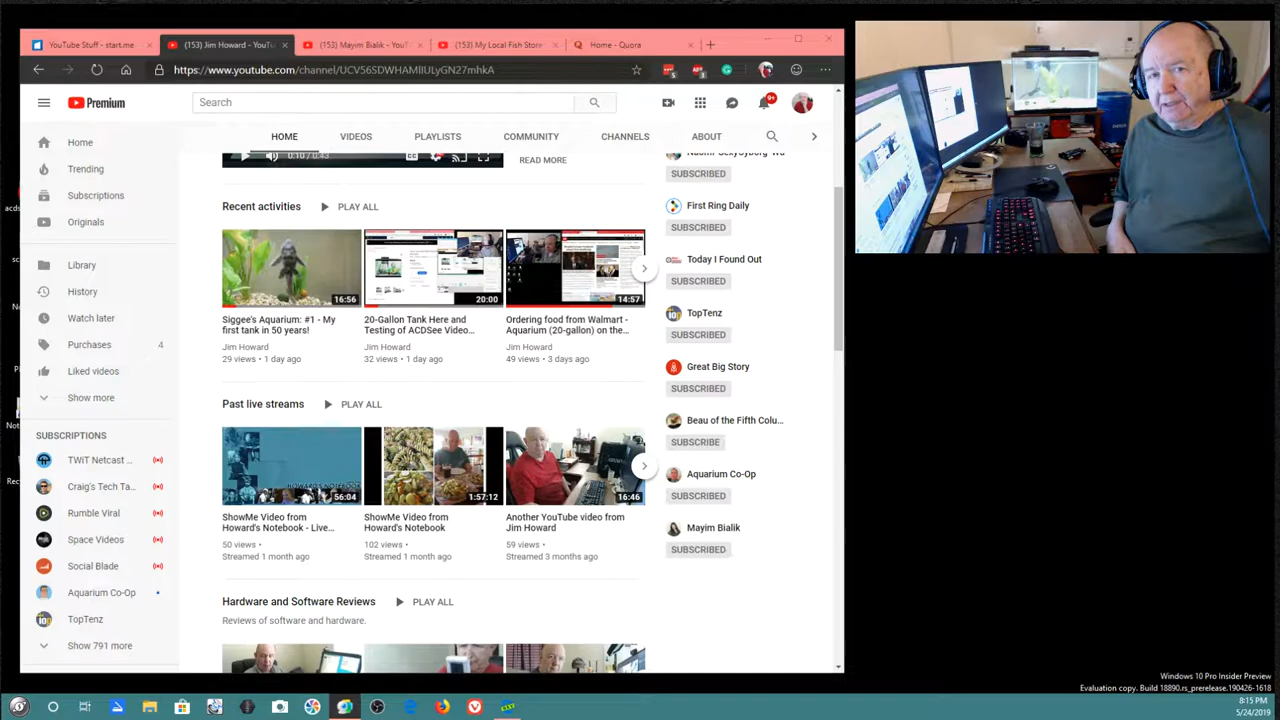 YouTube Stuff - start.me
(153) Jim Howard - YouTu
(153) Mayim Bialik - YouT
(153) My Local Fish Store
Home - Quora
https://www.youtube.com/channel/UCV56SDWHAMlIULyGN27mhkA
Premium
Search
9+
HOME
VIDEOS
PLAYLISTS
COMMUNITY
CHANNELS
ABOUT
Home
Trending
Subscriptions
Originals
Library
History
Watch later
Purchases 4
Liked videos
Show more
SUBSCRIPTIONS
TWiT Netcast ...
Craig's Tech Ta...
Rumble Viral
Space Videos
Social Blade
Aquarium Co-Op
TopTenz
Show 791 more
0:10 / 0:43
READ MORE
Recent activities
PLAY ALL
16:56
20:00
14:57
Siggee's Aquarium: #1 - My
first tank in 50 years!
Jim Howard
29 views • 1 day ago
20-Gallon Tank Here and
Testing of ACDSee Video...
Jim Howard
32 views • 1 day ago
Ordering food from Walmart -
Aquarium (20-gallon) on the...
Jim Howard
49 views • 3 days ago
Past live streams
PLAY ALL
56:04
1:57:12
16:46
ShowMe Video from
Howard's Notebook - Live...
50 views •
Streamed 1 month ago
ShowMe Video from
Howard's Notebook
102 views •
Streamed 1 month ago
Another YouTube video from
Jim Howard
59 views •
Streamed 3 months ago
Hardware and Software Reviews
PLAY ALL
Reviews of software and hardware.
SUBSCRIBED
First Ring Daily
SUBSCRIBED
Today I Found Out
SUBSCRIBED
TopTenz
SUBSCRIBED
Great Big Story
SUBSCRIBED
Beau of the Fifth Colu...
SUBSCRIBE
Aquarium Co-Op
SUBSCRIBED
Mayim Bialik
SUBSCRIBED
Windows 10 Pro Insider Preview
Evaluation copy. Build 18890.rs_prerelease.190426-1618
8:15 PM
5/24/2019